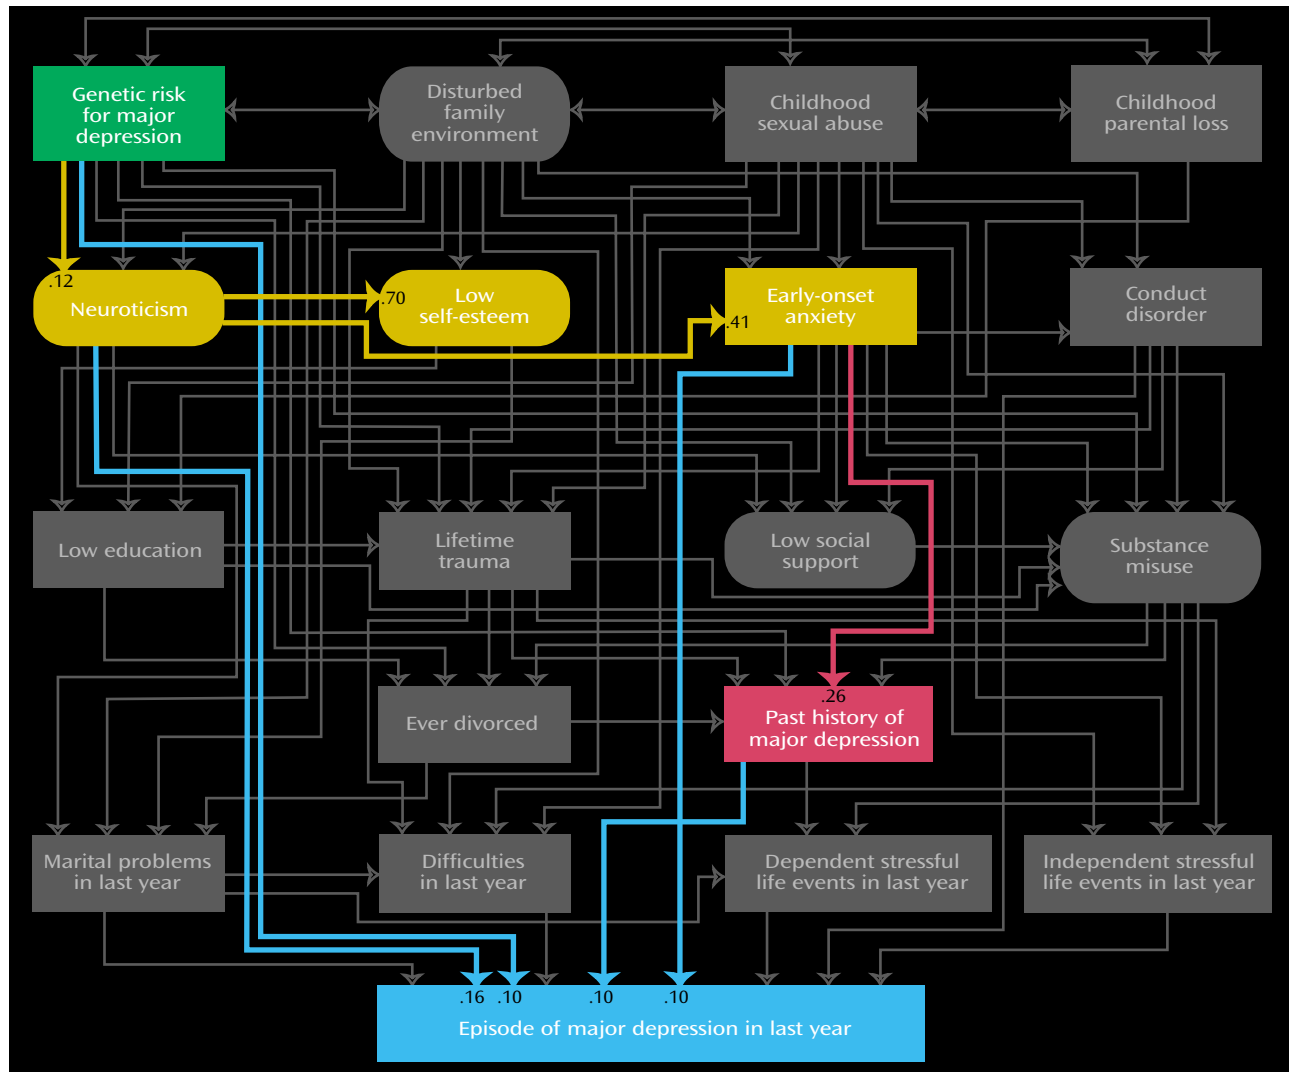 Genetic risk
for major
depression
Disturbed
family
environment
Childhood
sexual abuse
Childhood
parental loss
.12
Neuroticism
.70
Low
self-esteem
Early-onset
anxiety
.41
Conduct
disorder
Low education
Lifetime
trauma
Low social
support
Substance
misuse
Ever divorced
.26
Past history of
major depression
Marital problems
in last year
Difficulties
in last year
Dependent stressful
life events in last year
Independent stressful
life events in last year
.16 .10 .10 .10
Episode of major depression in last year